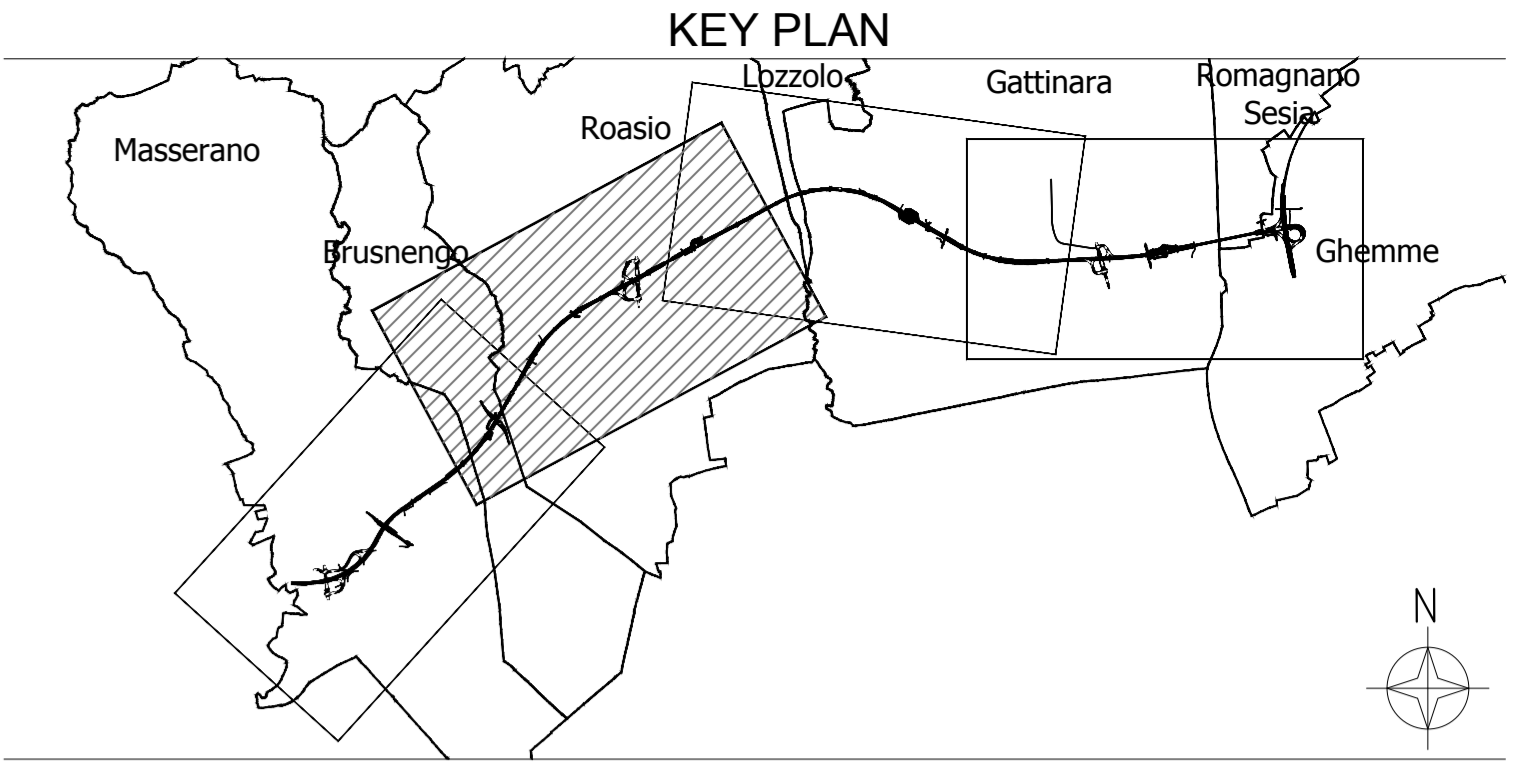 KEY PLAN
Lozzolo
Gattinara
Romagnano
Sesia
Roasio
Masserano
Brusnengo
Ghemme
N